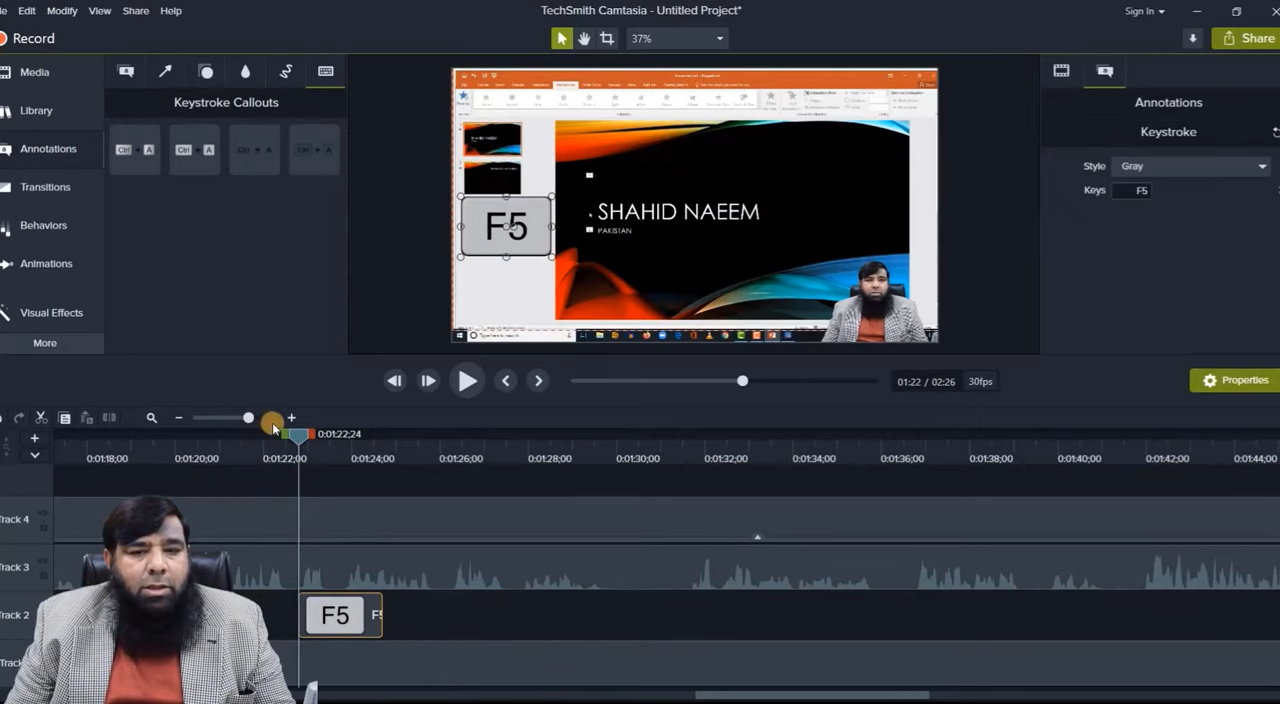 Edit Modify View Share Help
TechSmith Camtasia - Untitled Project*
Sign In
Record
37%
Share
Media
Library
Annotations
Transitions
Behaviors
Animations
Visual Effects
More
Keystroke Callouts
Ctrl + A
Ctrl + A
Ctrl + A
Ctrl + A
SHAHID NAEEM
PAKISTAN
F5
Annotations
Keystroke
Style Gray
Keys F5
01:22 / 02:26 30fps
Properties
0:01:22;24
0:01:18;00 0:01:20;00 0:01:22;00 0:01:24;00 0:01:26;00 0:01:28;00 0:01:30;00 0:01:32;00 0:01:34;00 0:01:36;00 0:01:38;00 0:01:40;00 0:01:42;00 0:01:44;00
Track 4
Track 3
Track 2
F5
Track